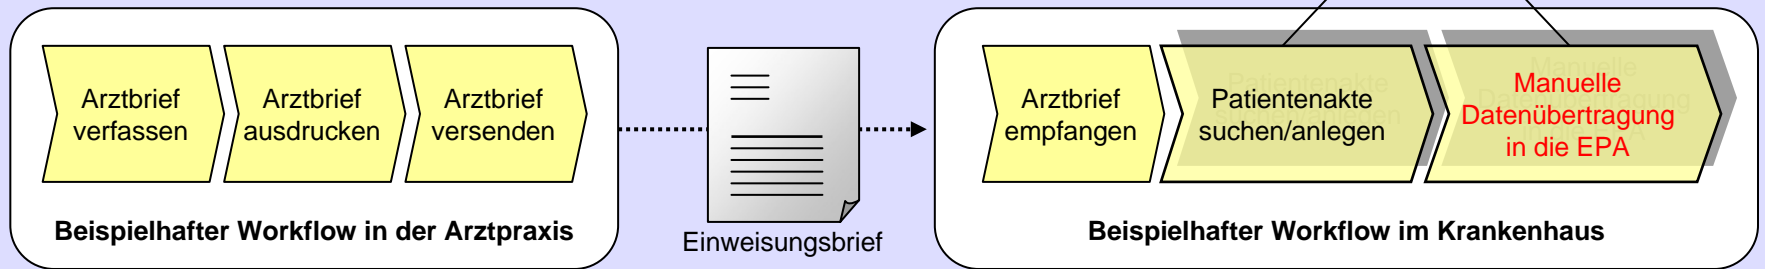 Arztbrief
verfassen
Arztbrief
ausdrucken
Arztbrief
versenden
Beispielhafter Workflow in der Arztpraxis
Einweisungsbrief
Arztbrief
empfangen
Patientenakte
suchen/anlegen
Manuelle
Datenübertragung
in die EPA
Beispielhafter Workflow im Krankenhaus